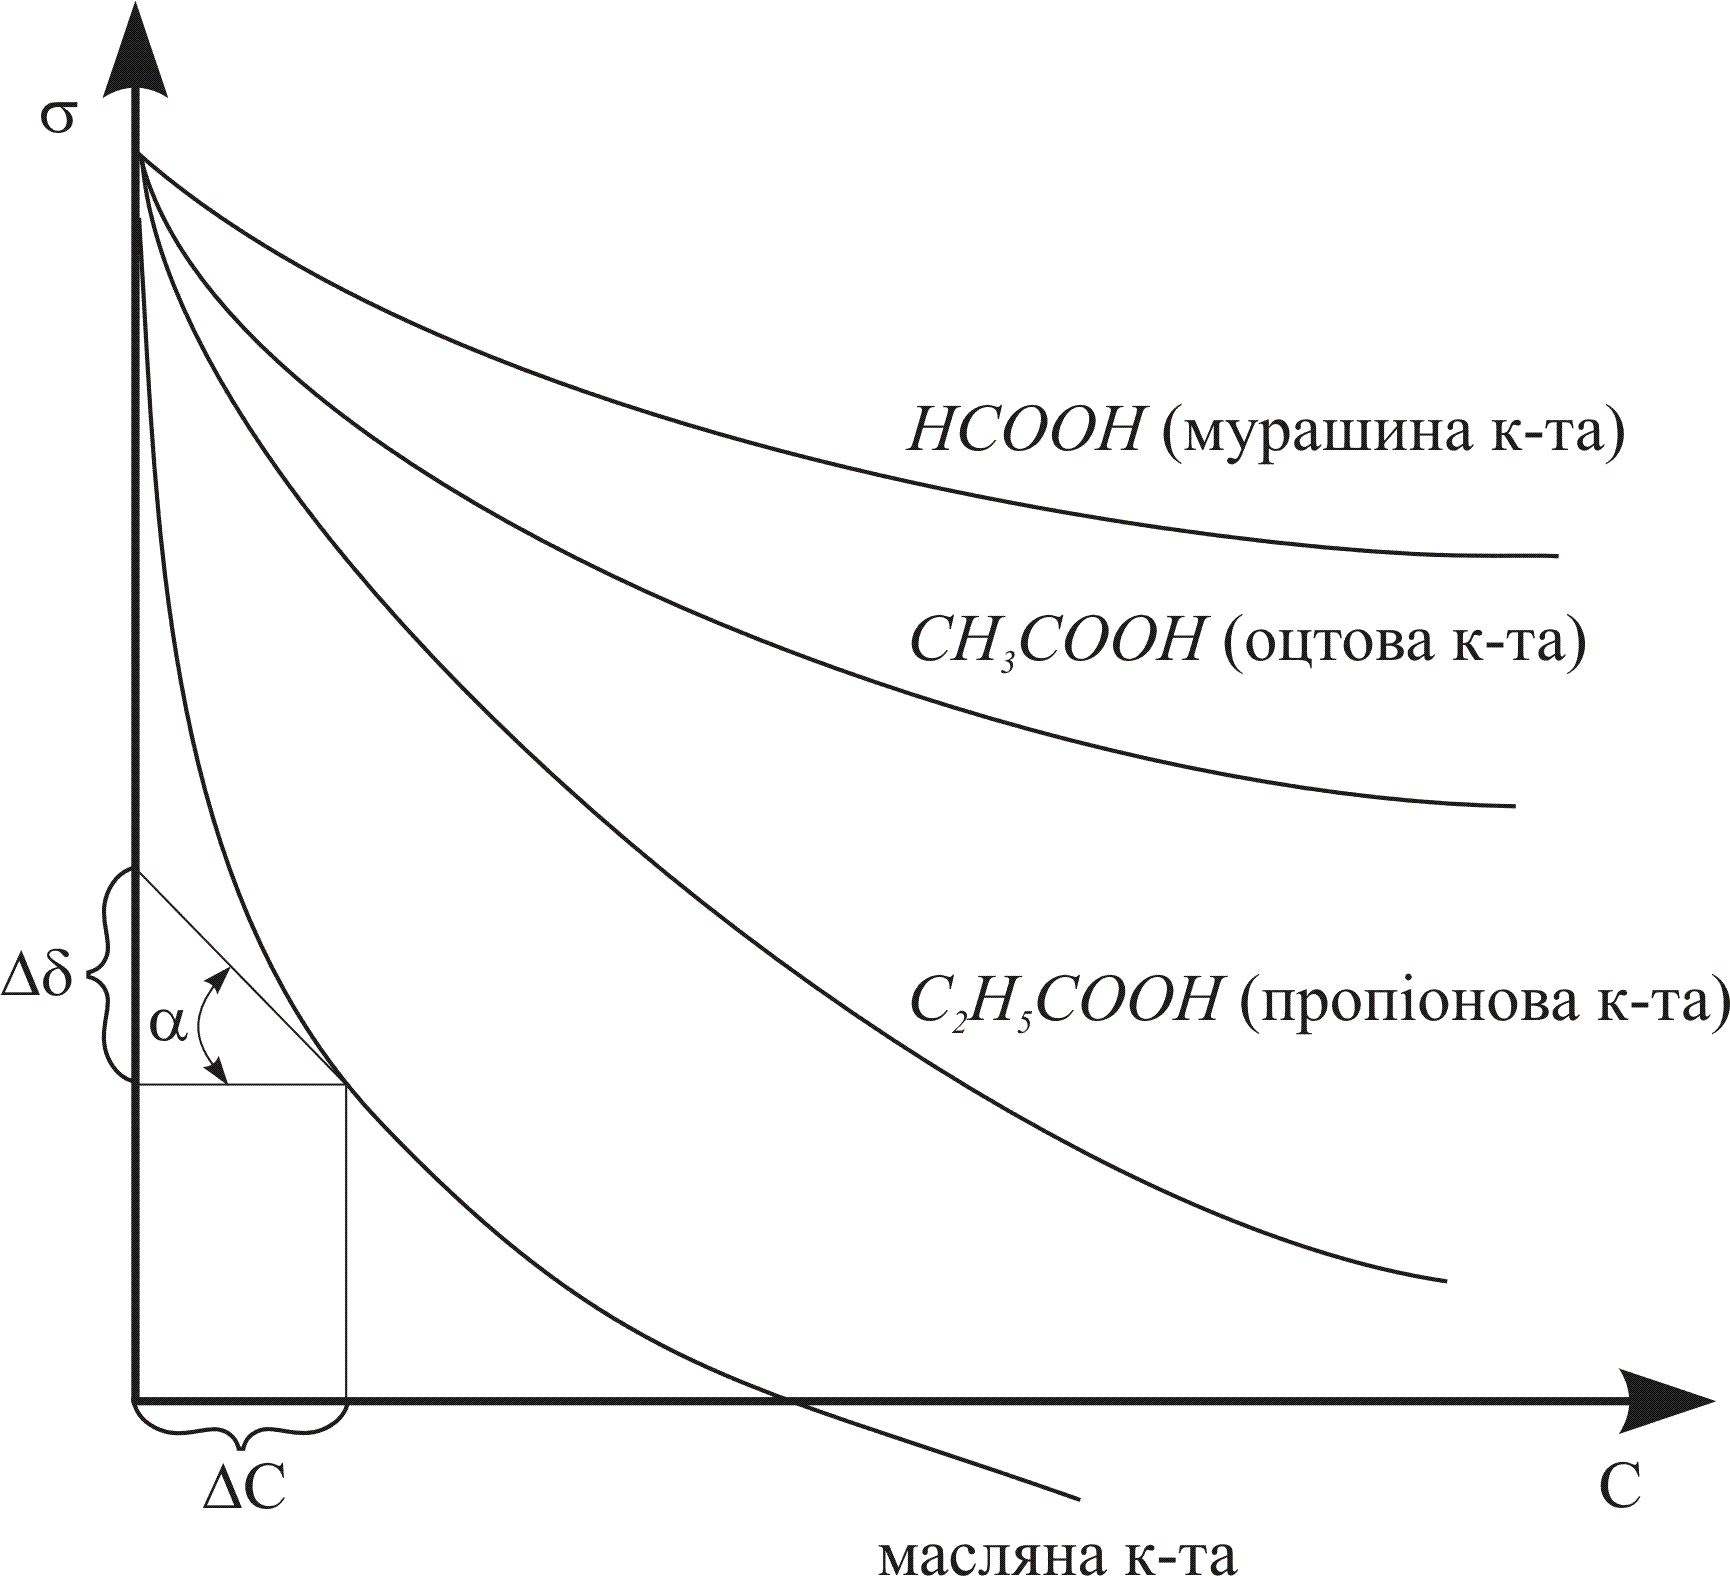 σ
HCOOH (мурашина к-та)
CH₃COOH (оцтова к-та)
Δδ
α
C₂H₅COOH (пропіонова к-та)
ΔC
C
масляна к-та